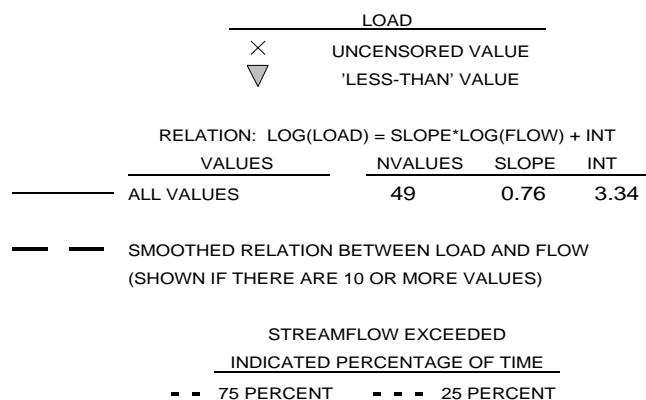 LOAD
UNCENSORED VALUE
'LESS-THAN' VALUE
RELATION: LOG(LOAD) = SLOPE*LOG(FLOW) + INT
VALUES NVALUES SLOPE INT
ALL VALUES 49 0.76 3.34
SMOOTHED RELATION BETWEEN LOAD AND FLOW
(SHOWN IF THERE ARE 10 OR MORE VALUES)
STREAMFLOW EXCEEDED
INDICATED PERCENTAGE OF TIME
75 PERCENT 25 PERCENT